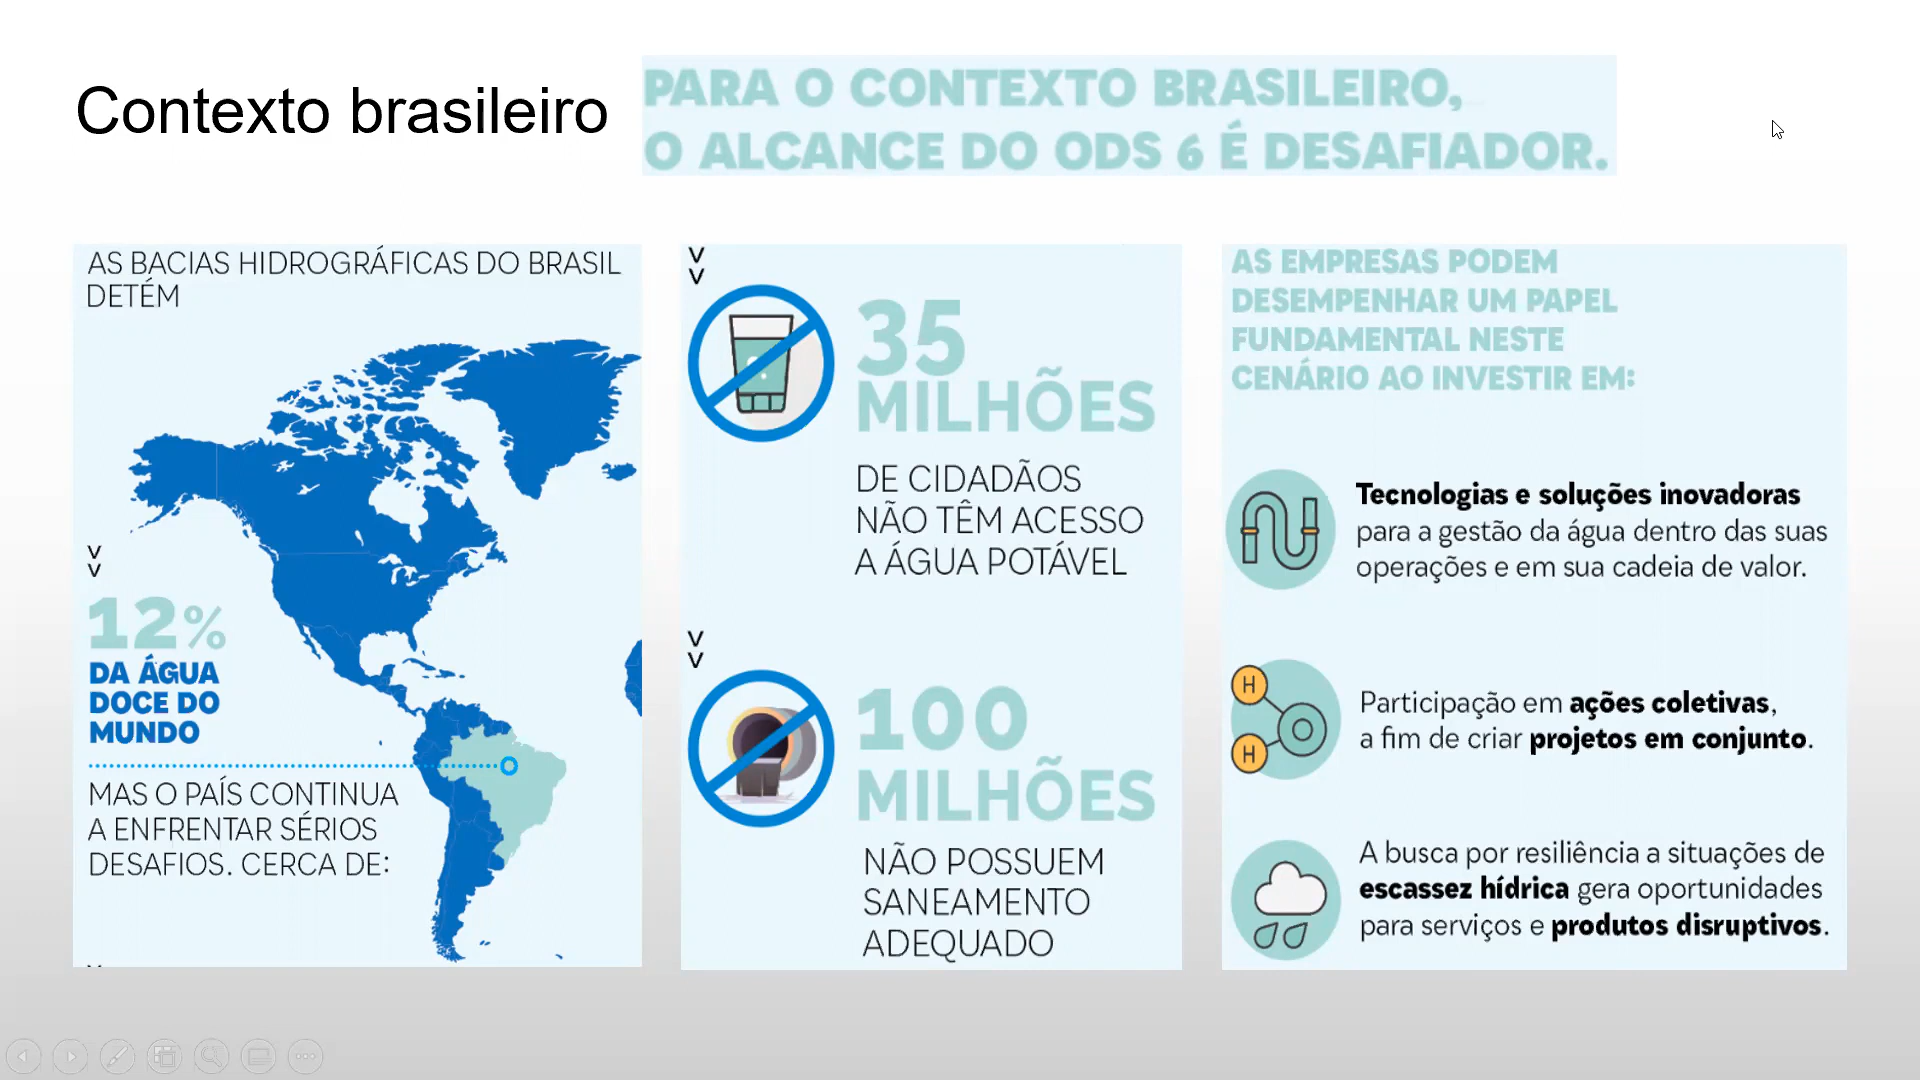 Contexto brasileiro
PARA O CONTEXTO BRASILEIRO,
O ALCANCE DO ODS 6 É DESAFIADOR.
AS BACIAS HIDROGRÁFICAS DO BRASIL
DETÉM
12%
DA ÁGUA
DOCE DO
MUNDO
MAS O PAÍS CONTINUA
A ENFRENTAR SÉRIOS
DESAFIOS. CERCA DE:
35
MILHÕES
DE CIDADÃOS
NÃO TÊM ACESSO
A ÁGUA POTÁVEL
100
MILHÕES
NÃO POSSUEM
SANEAMENTO
ADEQUADO
AS EMPRESAS PODEM
DESEMPENHAR UM PAPEL
FUNDAMENTAL NESTE
CENÁRIO AO INVESTIR EM:
Tecnologias e soluções inovadoras
para a gestão da água dentro das suas
operações e em sua cadeia de valor.
H
H
Participação em ações coletivas,
a fim de criar projetos em conjunto.
A busca por resiliência a situações de
escassez hídrica gera oportunidades
para serviços e produtos disruptivos.